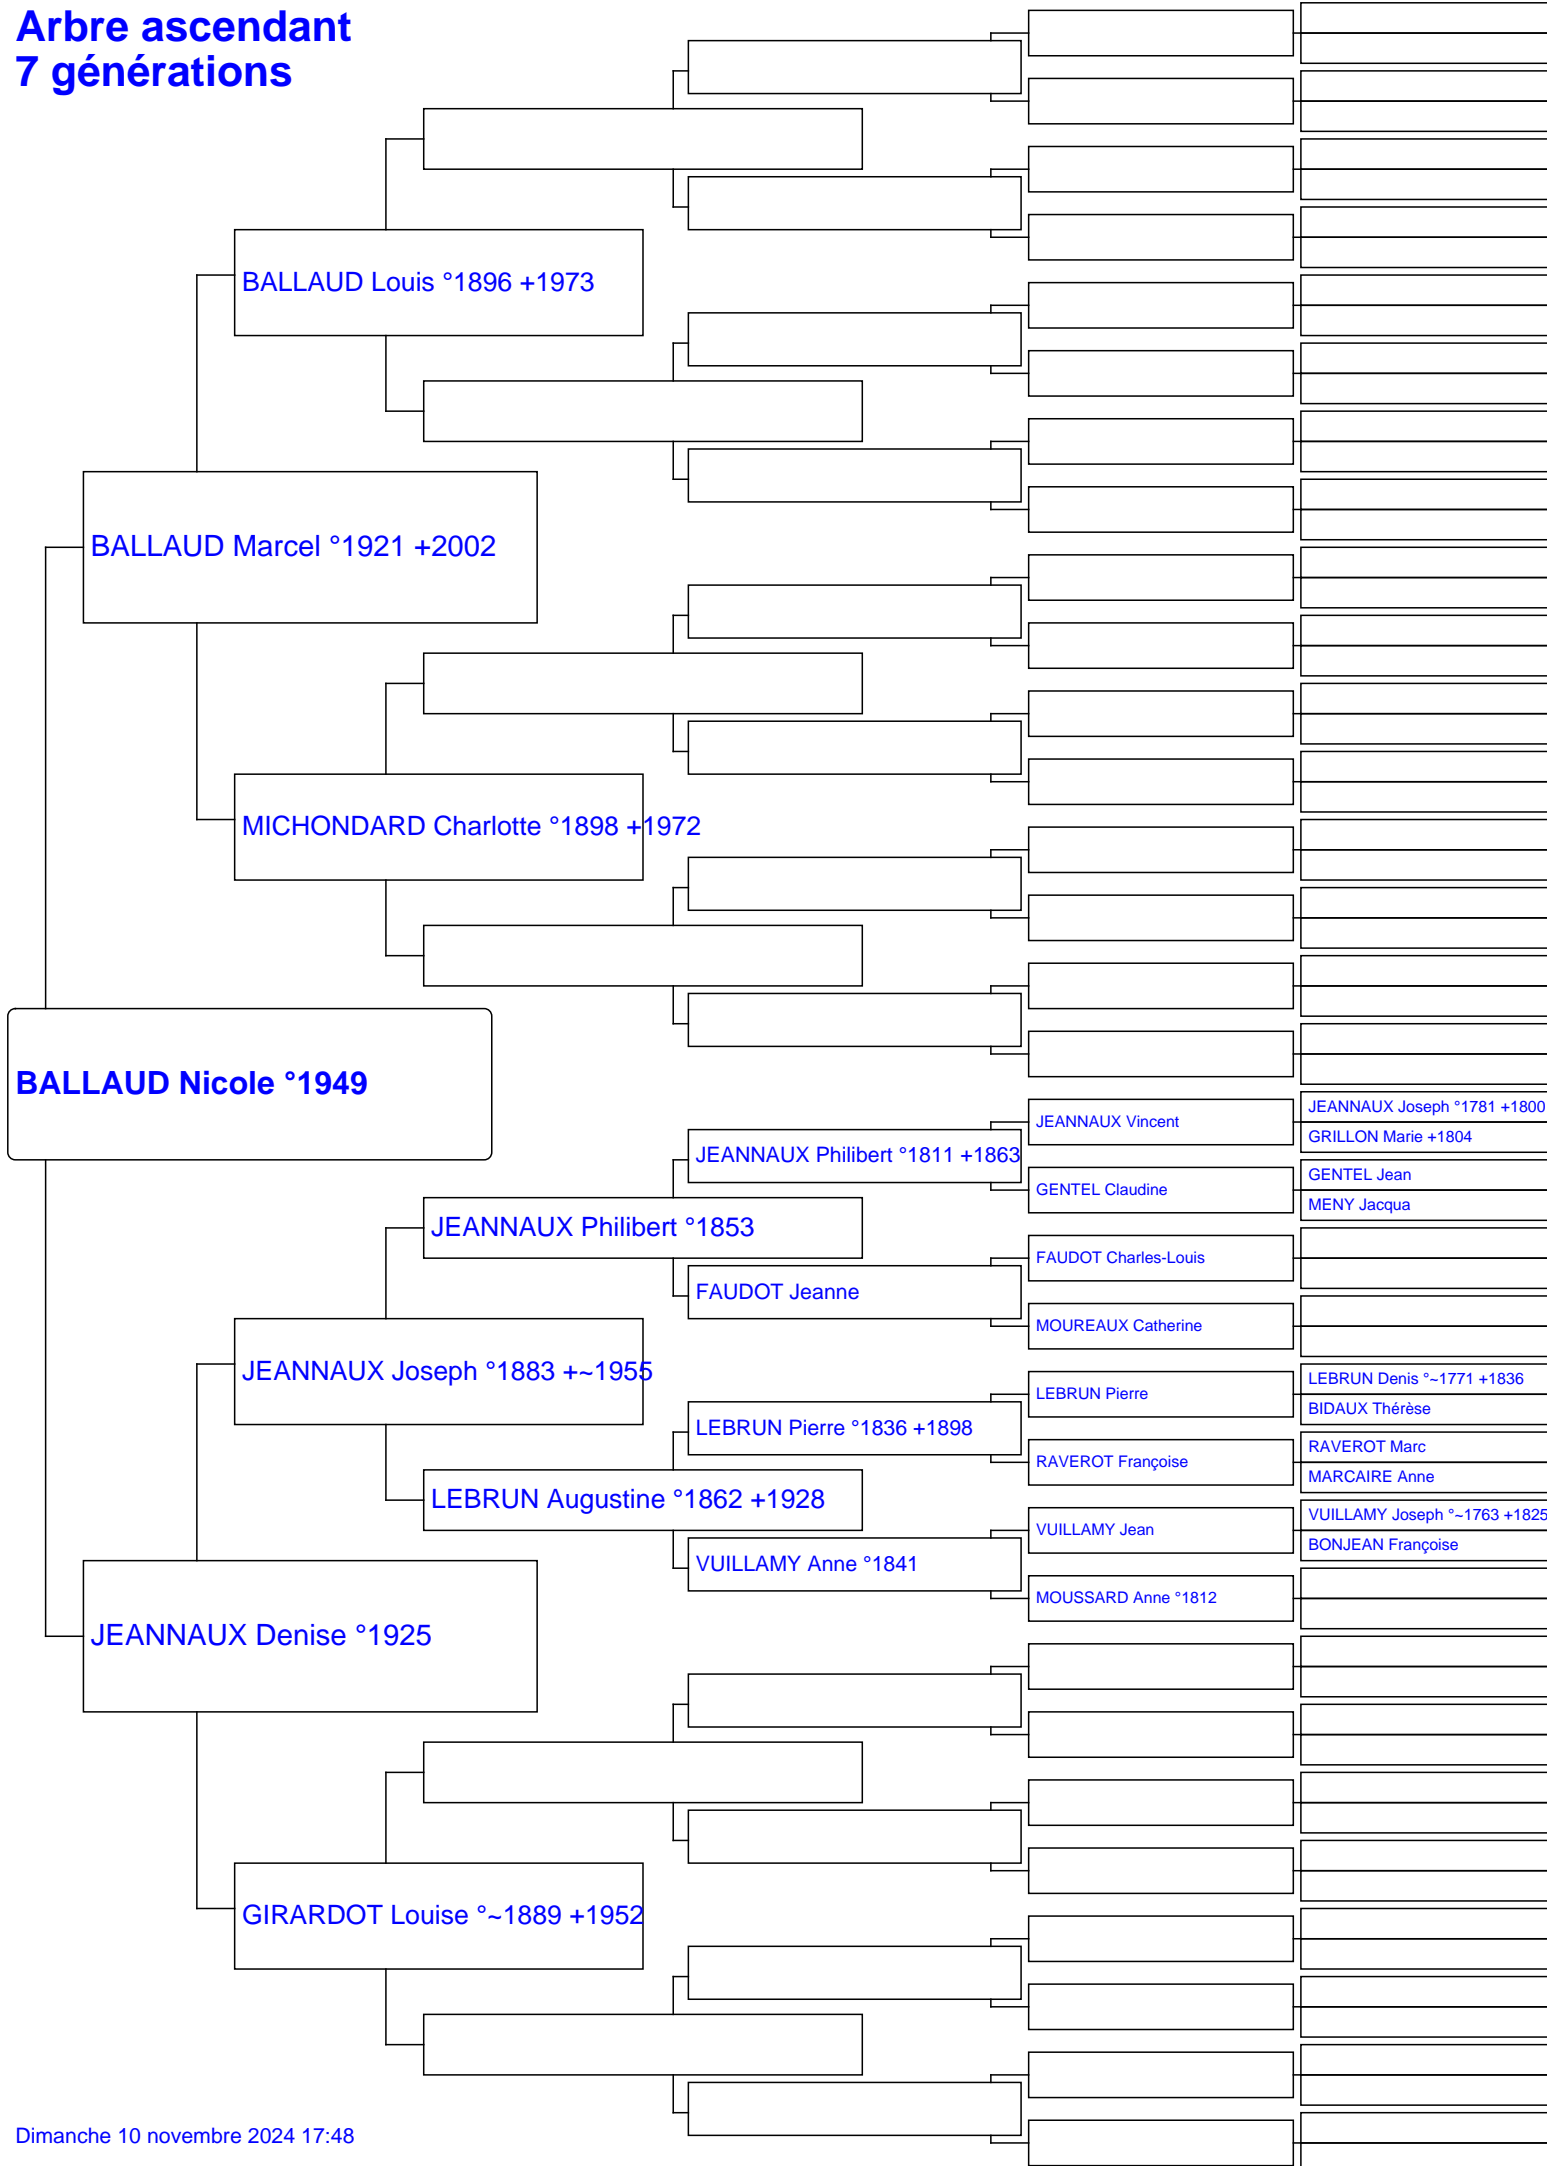 Arbre ascendant
7 générations
BALLAUD Louis °1896 +1973
BALLAUD Marcel °1921 +2002
MICHONDARD Charlotte °1898 +1972
BALLAUD Nicole °1949
JEANNAUX Joseph °1781 +1800
JEANNAUX Vincent
GRILLON Marie +1804
JEANNAUX Philibert °1811 +1863
GENTEL Jean
GENTEL Claudine
MENY Jacqua
JEANNAUX Philibert °1853
FAUDOT Charles-Louis
FAUDOT Jeanne
MOUREAUX Catherine
JEANNAUX Joseph °1883 +~1955
LEBRUN Denis °~1771 +1836
LEBRUN Pierre
BIDAUX Thérèse
LEBRUN Pierre °1836 +1898
RAVEROT Marc
RAVEROT Françoise
MARCAIRE Anne
LEBRUN Augustine °1862 +1928
VUILLAMY Joseph °~1763 +1825
VUILLAMY Jean
BONJEAN Françoise
VUILLAMY Anne °1841
MOUSSARD Anne °1812
JEANNAUX Denise °1925
GIRARDOT Louise °~1889 +1952
Dimanche 10 novembre 2024 17:48